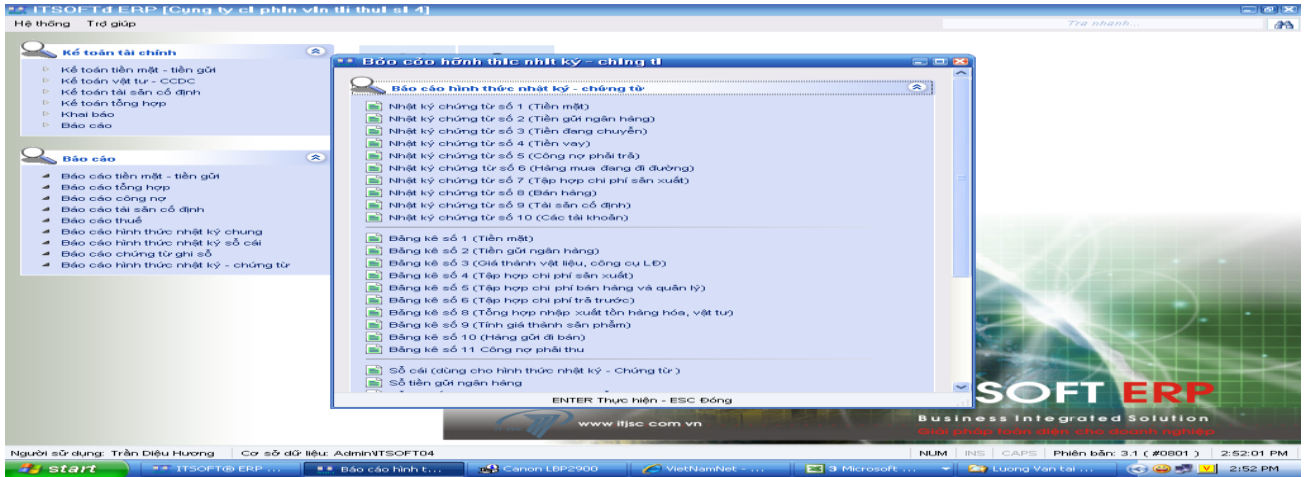 ITSOFTđ ERP [Cụng ty cỉ phỉn vỉn tỉi thuỉ sỉ 4]
Hệ thống Trợ giúp
Tra nhanh...
Kế toán tài chính
Kế toán tiền mặt - tiền gửi
Kế toán vật tư - CCDC
Kế toán tài sản cố định
Kế toán tổng hợp
Khai báo
Báo cáo
Báo cáo
Báo cáo tiền mặt - tiền gửi
Báo cáo tổng hợp
Báo cáo công nợ
Báo cáo tài sản cố định
Báo cáo thuế
Báo cáo hình thức nhật ký chung
Báo cáo hình thức nhật ký sổ cái
Báo cáo chứng từ ghi sổ
Báo cáo hình thức nhật ký - chứng từ
Báo cáo hình thức nhật ký - chứng từ
Nhật ký chứng từ số 1 (Tiền mặt)
Nhật ký chứng từ số 2 (Tiền gửi ngân hàng)
Nhật ký chứng từ số 3 (Tiền đang chuyển)
Nhật ký chứng từ số 4 (Tiền vay)
Nhật ký chứng từ số 5 (Công nợ phải trả)
Nhật ký chứng từ số 6 (Hàng mua đang đi đường)
Nhật ký chứng từ số 7 (Tập hợp chi phí sản xuất)
Nhật ký chứng từ số 8 (Bán hàng)
Nhật ký chứng từ số 9 (Tài sản cố định)
Nhật ký chứng từ số 10 (Các tài khoản)
Bảng kê số 1 (Tiền mặt)
Bảng kê số 2 (Tiền gửi ngân hàng)
Bảng kê số 3 (Giá thành vật liệu, công cụ LĐ)
Bảng kê số 4 (Tập hợp chi phí sản xuất)
Bảng kê số 5 (Tập hợp chi phí bán hàng và quản lý)
Bảng kê số 6 (Tập hợp chi phí trả trước)
Bảng kê số 8 (Tổng hợp nhập xuất tồn hàng hóa, vật tư)
Bảng kê số 9 (Tính giá thành sản phẩm)
Bảng kê số 10 (Hàng gửi đi bán)
Bảng kê số 11 Công nợ phải thu
Sổ cái (dùng cho hình thức nhật ký - Chứng từ )
Sổ tiền gửi ngân hàng
ENTER Thực hiện - ESC Đóng
SOFT ERP
Business Integrated Solution
Giải pháp toàn diện cho doanh nghiệp
www itjsc com vn
Người sử dụng: Trần Diệu Hương Cơ sở dữ liệu: Admin\ITSOFT04 NUM INS CAPS Phiên bản: 3.1 ( #0801 ) 2:52:01 PM
start ITSOFT® ERP ... Báo cáo hình t... Canon LBP2900 VietNamNet - ... 3 Microsoft ... Luong Van tai ... 2:52 PM